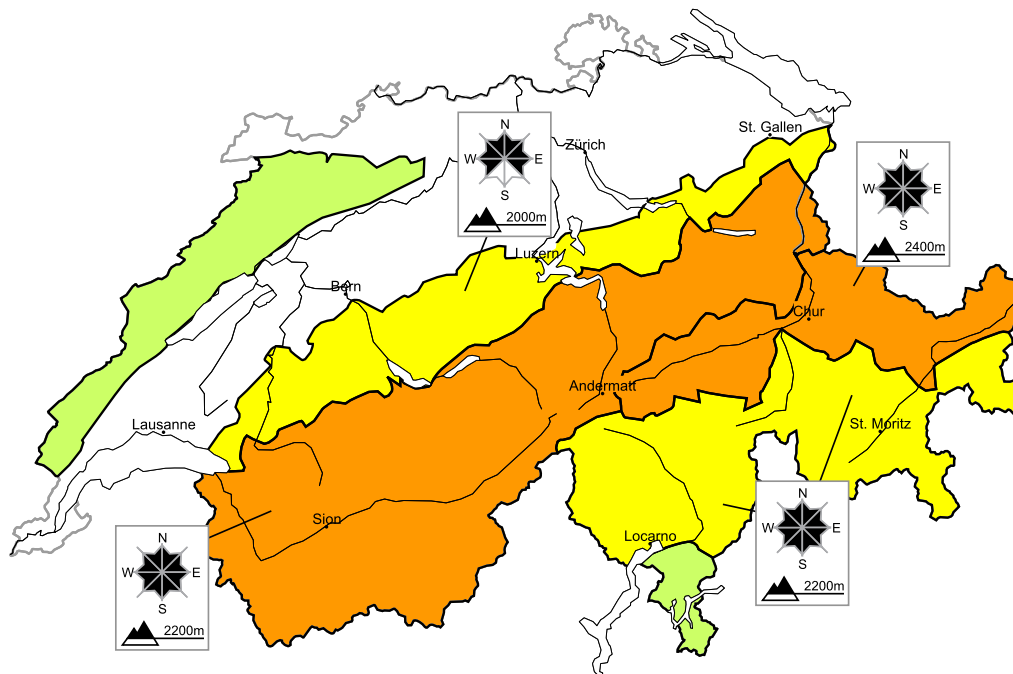 St. Gallen
N
Zürich
W E
S
2000m
N
W E
S
2400m
Luzern
Bern
Chur
Andermatt
Lausanne
St. Moritz
N
W E
S
2200m
Sion
Locarno
N
W E
S
2200m